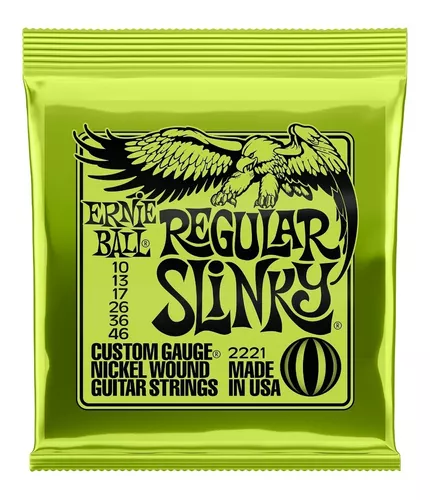 ERNIE
BALL®
REGULAR
SLINKY®
10
13
17
26
36
46
CUSTOM GAUGE®
NICKEL WOUND
GUITAR STRINGS
2221
MADE
IN USA